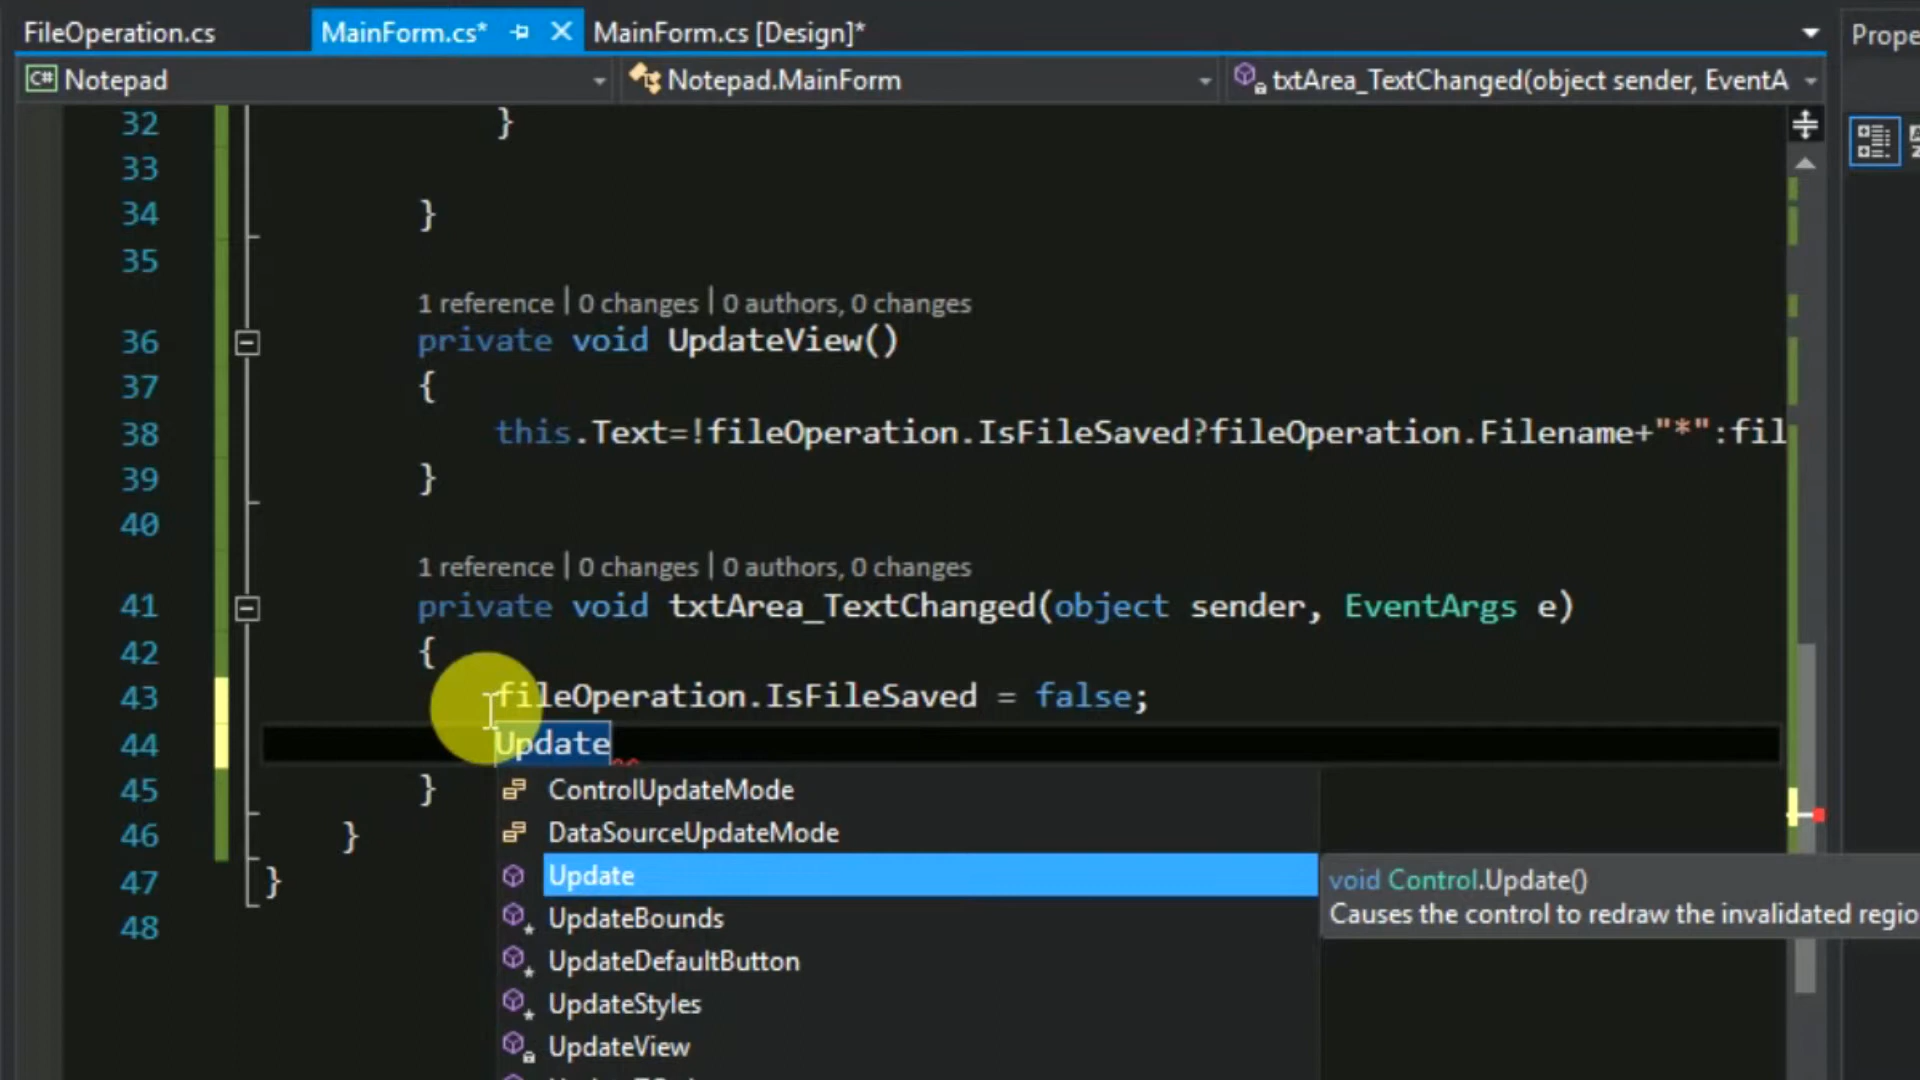 FileOperation.cs MainForm.cs* MainForm.cs [Design]* Prope
C# Notepad Notepad.MainForm txtArea_TextChanged(object sender, EventA
32 }
33
34 }
35
1 reference | 0 changes | 0 authors, 0 changes
36 private void UpdateView()
37 {
38 this.Text=!fileOperation.IsFileSaved?fileOperation.Filename+"*":fil
39 }
40
1 reference | 0 changes | 0 authors, 0 changes
41 private void txtArea_TextChanged(object sender, EventArgs e)
42 {
43 fileOperation.IsFileSaved = false;
44 Update
45 }
46 }
47 }
48
ControlUpdateMode
DataSourceUpdateMode
Update
UpdateBounds
UpdateDefaultButton
UpdateStyles
UpdateView
void Control.Update()
Causes the control to redraw the invalidated regio